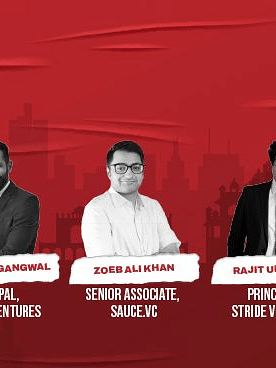 GANGWAL
PAL,
ENTURES
ZOEB ALI KHAN
SENIOR ASSOCIATE,
SAUCE.VC
RAJIT U
PRINC
STRIDE V